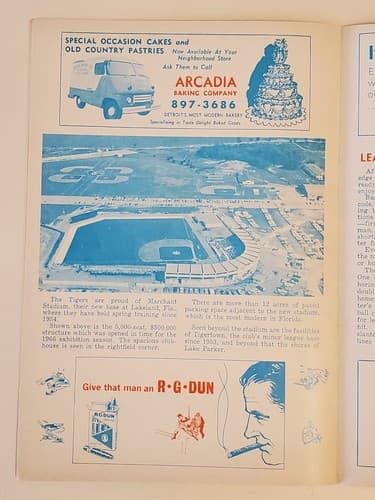 SPECIAL OCCASION CAKES and
OLD COUNTRY PASTRIES
Now Available At Your
Neighborhood Store
Ask Them to Call
ARCADIA
BAKING COMPANY
897-3686
DETROIT'S MOST MODERN BAKERY
Specializing in Taste Delight Baked Goods
The Tigers are proud of Marchant
Stadium, their new base at Lakeland, Fla.,
where they have held spring training since
1934.
Shown above is the 5,000-seat, $500,000
structure which was opened in time for the
1966 exhibition season. The spacious club-
house is seen in the rightfield corner.
There are more than 12 acres of paved
parking space adjacent to the new stadium,
which is the most modern in Florida.
Seen beyond the stadium are the facilities
of Tigertown, the club's minor league base
since 1953, and beyond that the shores of
Lake Parker.
Give that man an R·G·DUN
R·G·DUN
LEA